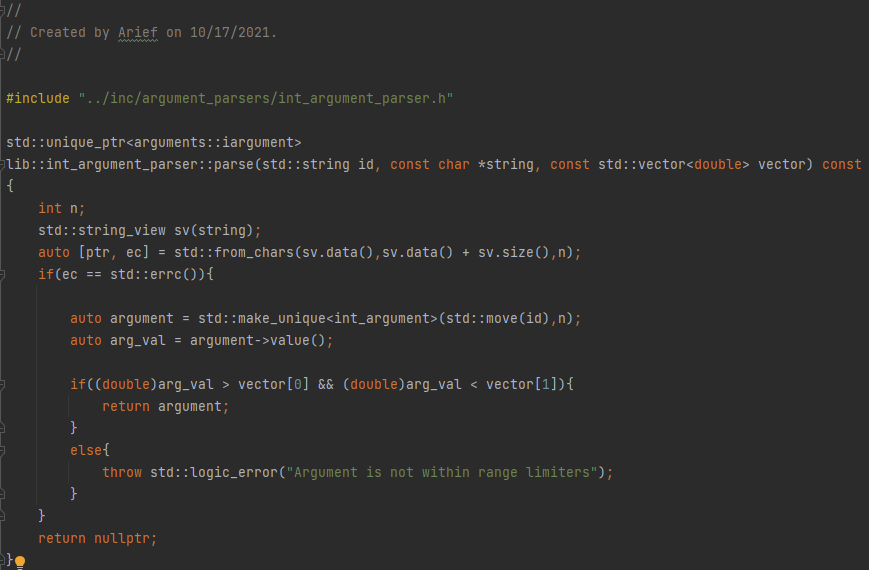 //
// Created by Arief on 10/17/2021.
//
#include "../inc/argument_parsers/int_argument_parser.h"
std::unique_ptr<arguments::iargument>
lib::int_argument_parser::parse(std::string id, const char *string, const std::vector<double> vector) const
{
    int n;
    std::string_view sv(string);
    auto [ptr, ec] = std::from_chars(sv.data(),sv.data() + sv.size(),n);
    if(ec == std::errc()){
        auto argument = std::make_unique<int_argument>(std::move(id),n);
        auto arg_val = argument->value();
        if((double)arg_val > vector[0] && (double)arg_val < vector[1]){
            return argument;
        }
        else{
            throw std::logic_error("Argument is not within range limiters");
        }
    }
    return nullptr;
}